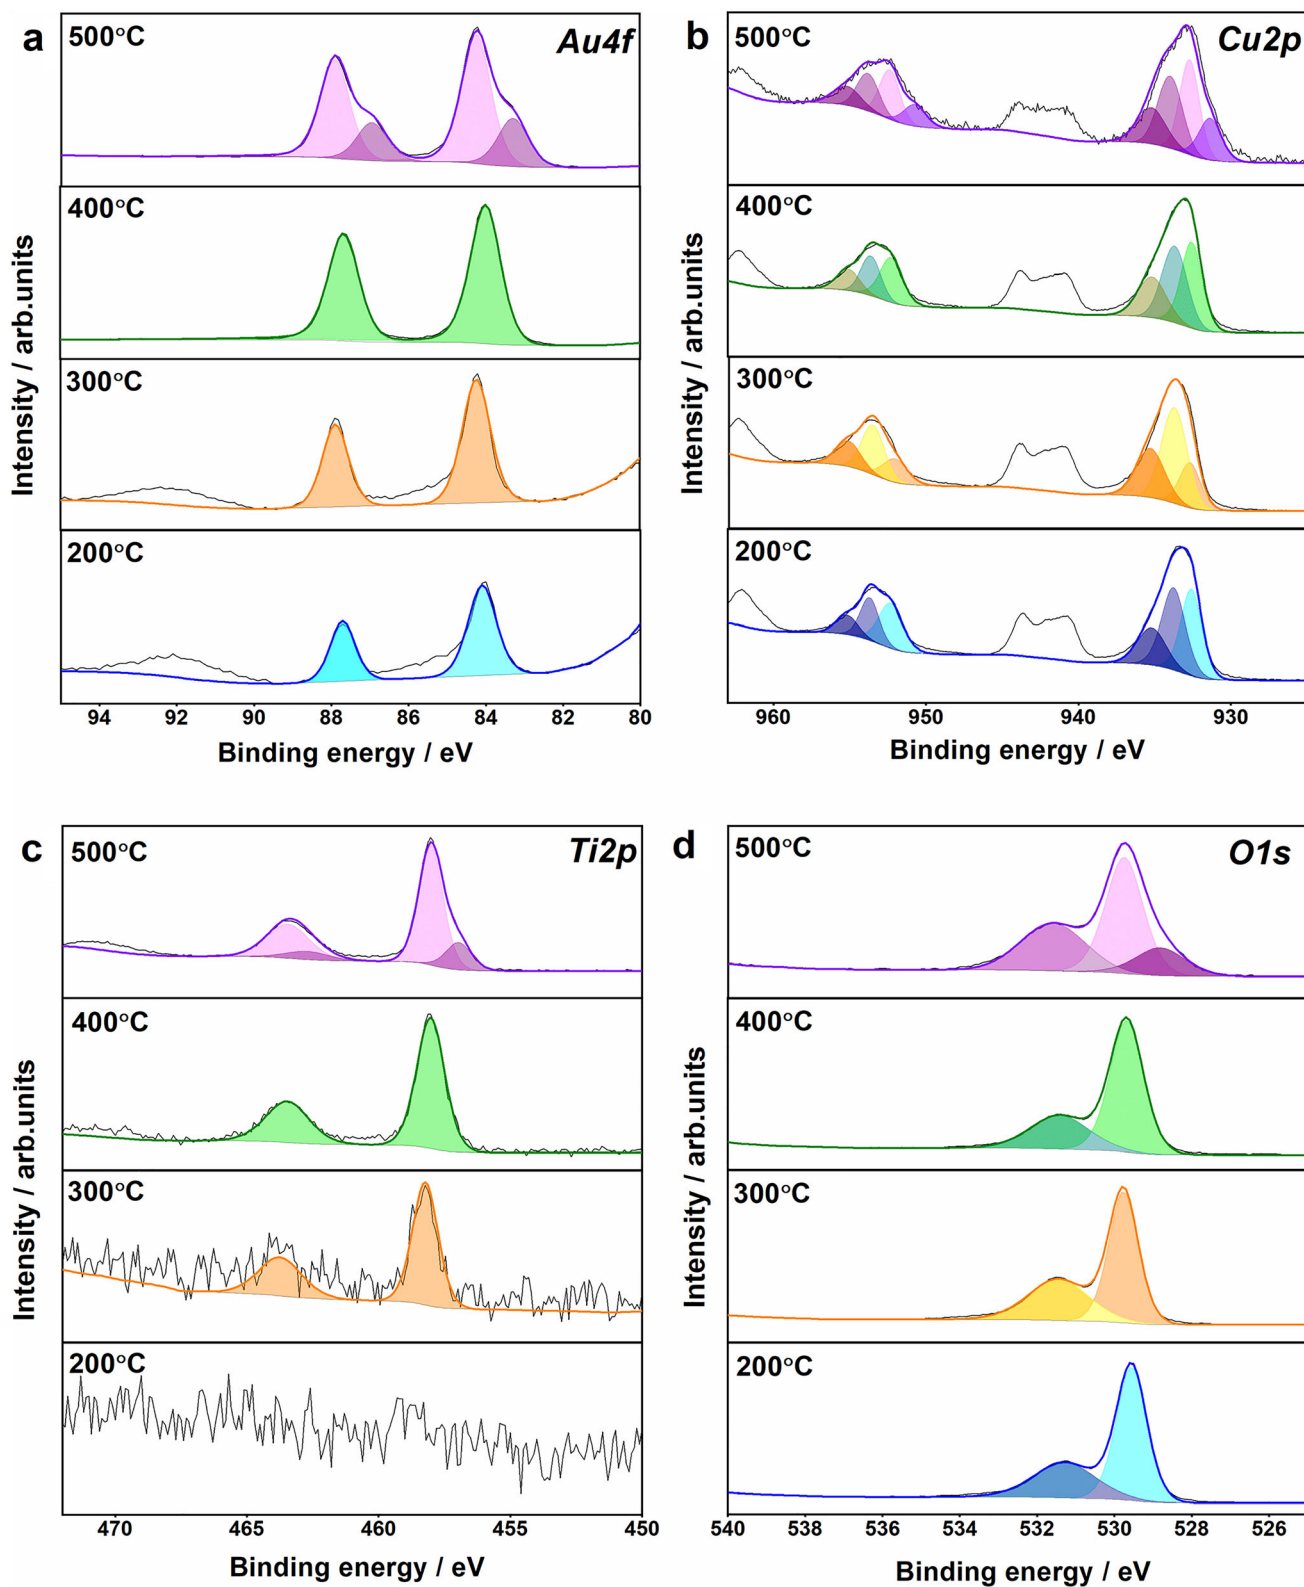 a
500°C
Au4f
400°C
300°C
200°C
Intensity / arb.units
94 92 90 88 86 84 82 80
Binding energy / eV
b
500°C
Cu2p
400°C
300°C
200°C
Intensity / arb.units
960 950 940 930
Binding energy / eV
c
500°C
Ti2p
400°C
300°C
200°C
Intensity / arb.units
470 465 460 455 450
Binding energy / eV
d
500°C
O1s
400°C
300°C
200°C
Intensity / arb.units
540 538 536 534 532 530 528 526
Binding energy / eV